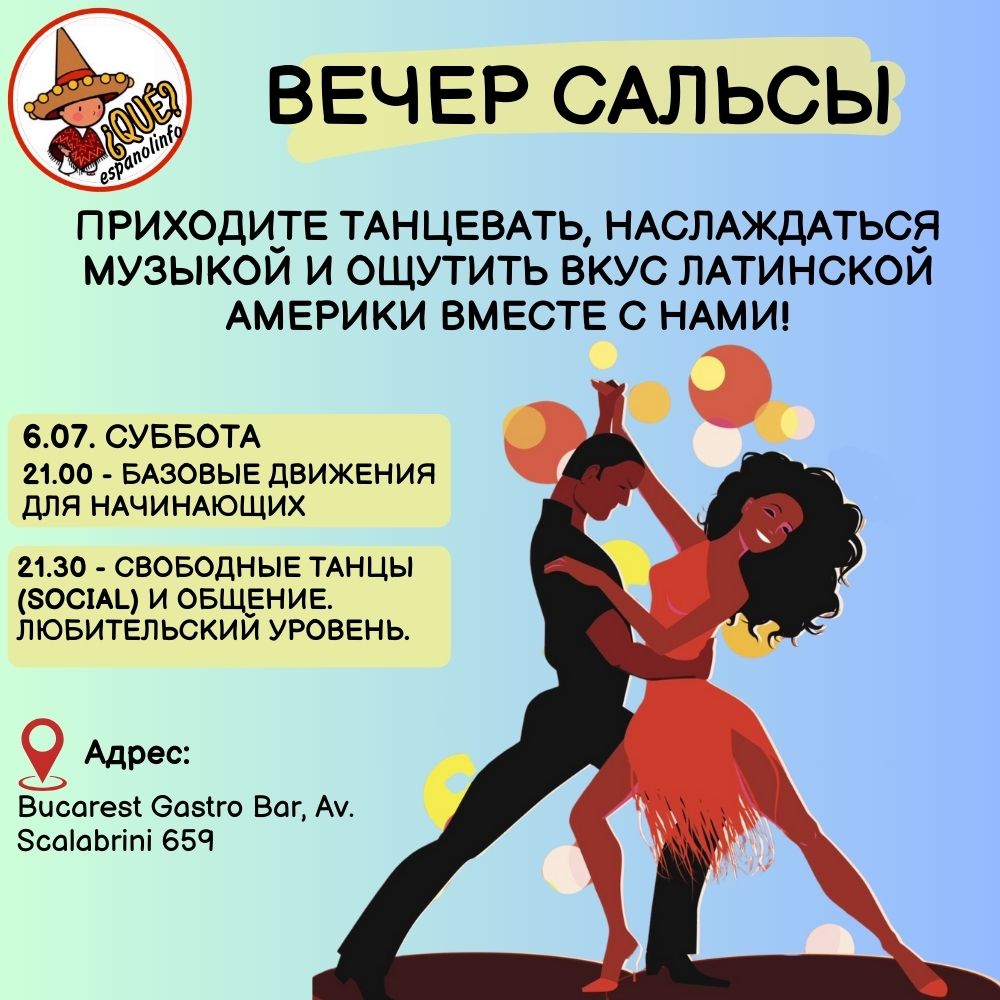 ¿QUÉ?
espanolinfo
ВЕЧЕР САЛЬСЫ
ПРИХОДИТЕ ТАНЦЕВАТЬ, НАСЛАЖДАТЬСЯ
МУЗЫКОЙ И ОЩУТИТЬ ВКУС ЛАТИНСКОЙ
АМЕРИКИ ВМЕСТЕ С НАМИ!
6.07. СУББОТА
21.00 - БАЗОВЫЕ ДВИЖЕНИЯ
ДЛЯ НАЧИНАЮЩИХ
21.30 - СВОБОДНЫЕ ТАНЦЫ
(SOCIAL) И ОБЩЕНИЕ.
ЛЮБИТЕЛЬСКИЙ УРОВЕНЬ.
Адрес:
Bucarest Gastro Bar, Av.
Scalabrini 659